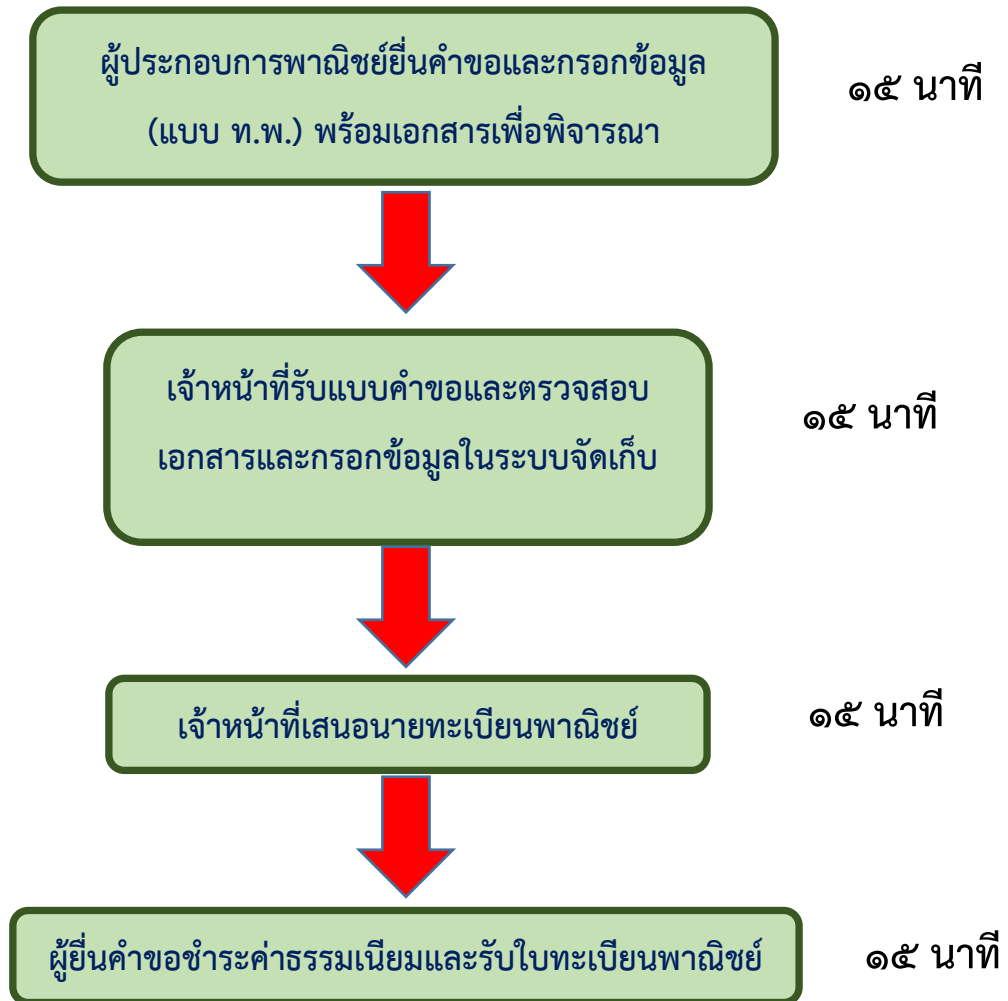 ผู้ประกอบการพาณิชย์ยื่นคำขอและกรอกข้อมูล
(แบบ ท.พ.) พร้อมเอกสารเพื่อพิจารณา
๑๕ นาที
เจ้าหน้าที่รับแบบคำขอและตรวจสอบ
เอกสารและกรอกข้อมูลในระบบจัดเก็บ
๑๕ นาที
เจ้าหน้าที่เสนอนายทะเบียนพาณิชย์
๑๕ นาที
ผู้ยื่นคำขอชำระค่าธรรมเนียมและรับใบทะเบียนพาณิชย์
๑๕ นาที